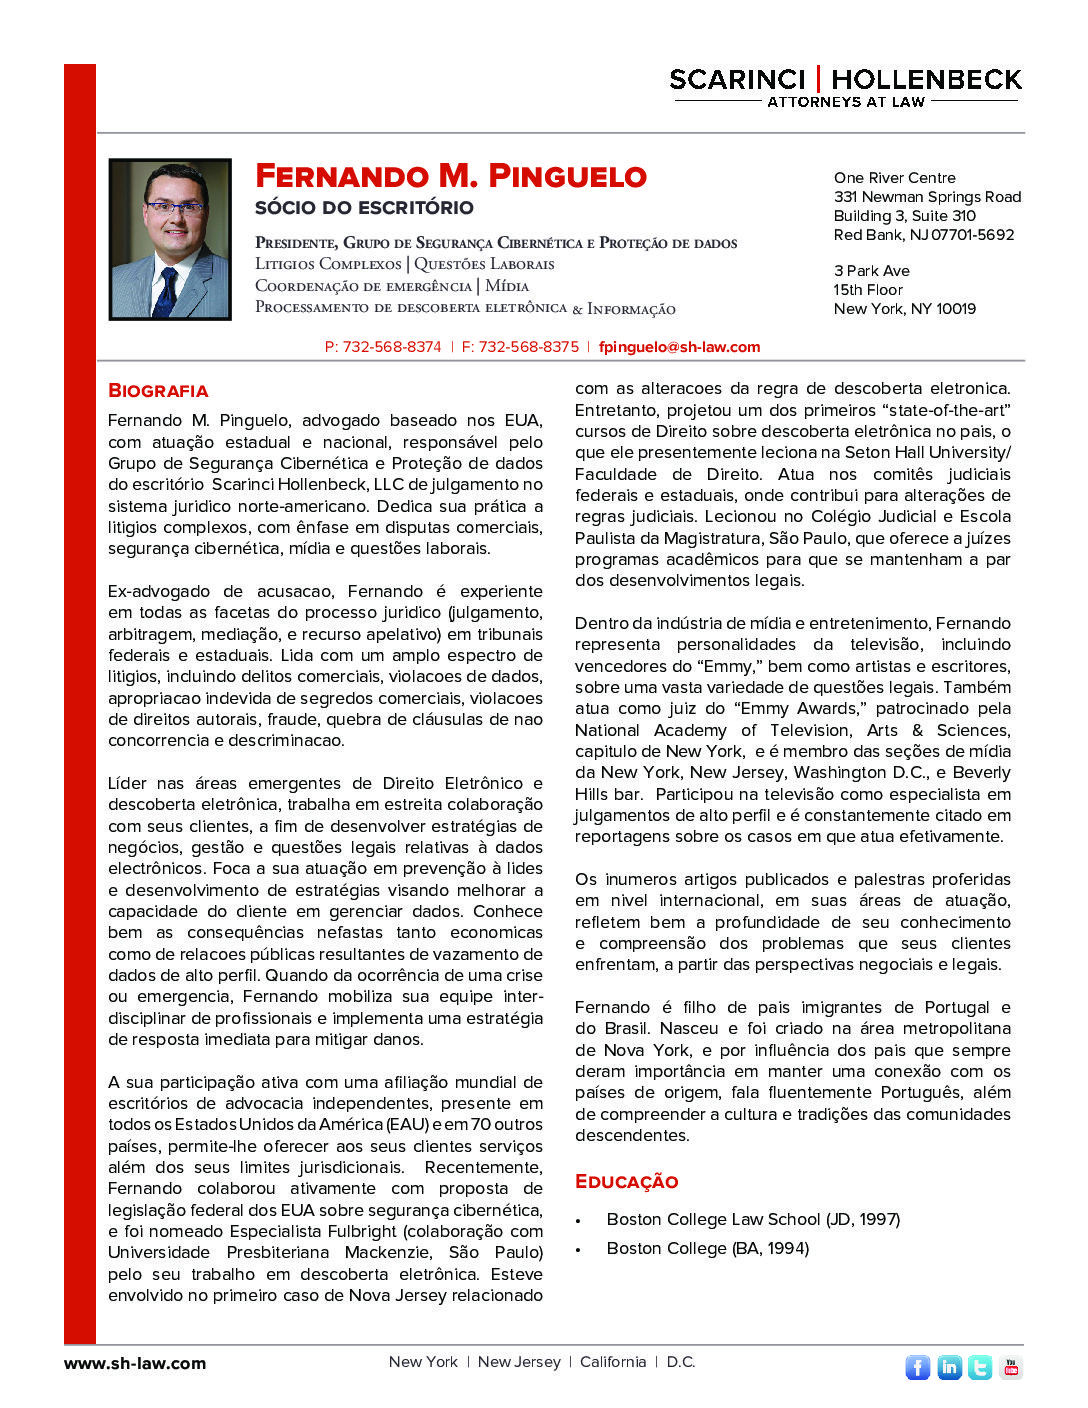 SCARINCI | HOLLENBECK
ATTORNEYS AT LAW
FERNANDO M. PINGUELO
SÓCIO DO ESCRITÓRIO
PRESIDENTE, GRUPO DE SEGURANÇA CIBERNÉTICA E PROTEÇÃO DE DADOS
LITIGIOS COMPLEXOS | QUESTÕES LABORAIS
COORDENAÇÃO DE EMERGÊNCIA | MÍDIA
PROCESSAMENTO DE DESCOBERTA ELETRÔNICA & INFORMAÇÃO
One River Centre
331 Newman Springs Road
Building 3, Suite 310
Red Bank, NJ 07701-5692
3 Park Ave
15th Floor
New York, NY 10019
P: 732-568-8374 | F: 732-568-8375 | fpinguelo@sh-law.com
BIOGRAFIA
Fernando M. Pinguelo, advogado baseado nos EUA,
com atuação estadual e nacional, responsável pelo
Grupo de Segurança Cibernética e Proteção de dados
do escritório Scarinci Hollenbeck, LLC de julgamento no
sistema juridico norte-americano. Dedica sua prática a
litigios complexos, com ênfase em disputas comerciais,
segurança cibernética, mídia e questões laborais.
Ex-advogado de acusacao, Fernando é experiente
em todas as facetas do processo juridico (julgamento,
arbitragem, mediação, e recurso apelativo) em tribunais
federais e estaduais. Lida com um amplo espectro de
litigios, incluindo delitos comerciais, violacoes de dados,
apropriacao indevida de segredos comerciais, violacoes
de direitos autorais, fraude, quebra de cláusulas de nao
concorrencia e descriminacao.
Líder nas áreas emergentes de Direito Eletrônico e
descoberta eletrônica, trabalha em estreita colaboração
com seus clientes, a fim de desenvolver estratégias de
negócios, gestão e questões legais relativas à dados
electrônicos. Foca a sua atuação em prevenção à lides
e desenvolvimento de estratégias visando melhorar a
capacidade do cliente em gerenciar dados. Conhece
bem as consequências nefastas tanto economicas
como de relacoes públicas resultantes de vazamento de
dados de alto perfil. Quando da ocorrência de uma crise
ou emergencia, Fernando mobiliza sua equipe inter-
disciplinar de profissionais e implementa uma estratégia
de resposta imediata para mitigar danos.
A sua participação ativa com uma afiliação mundial de
escritórios de advocacia independentes, presente em
todos os Estados Unidos da América (EAU) e em 70 outros
países, permite-lhe oferecer aos seus clientes serviços
além dos seus limites jurisdicionais. Recentemente,
Fernando colaborou ativamente com proposta de
legislação federal dos EUA sobre segurança cibernética,
e foi nomeado Especialista Fulbright (colaboração com
Universidade Presbiteriana Mackenzie, São Paulo)
pelo seu trabalho em descoberta eletrônica. Esteve
envolvido no primeiro caso de Nova Jersey relacionado
com as alteracoes da regra de descoberta eletronica.
Entretanto, projetou um dos primeiros “state-of-the-art”
cursos de Direito sobre descoberta eletrônica no pais, o
que ele presentemente leciona na Seton Hall University/
Faculdade de Direito. Atua nos comitês judiciais
federais e estaduais, onde contribui para alterações de
regras judiciais. Lecionou no Colégio Judicial e Escola
Paulista da Magistratura, São Paulo, que oferece a juízes
programas acadêmicos para que se mantenham a par
dos desenvolvimentos legais.
Dentro da indústria de mídia e entretenimento, Fernando
representa personalidades da televisão, incluindo
vencedores do “Emmy,” bem como artistas e escritores,
sobre uma vasta variedade de questões legais. Também
atua como juiz do “Emmy Awards,” patrocinado pela
National Academy of Television, Arts & Sciences,
capitulo de New York, e é membro das seções de mídia
da New York, New Jersey, Washington D.C., e Beverly
Hills bar. Participou na televisão como especialista em
julgamentos de alto perfil e é constantemente citado em
reportagens sobre os casos em que atua efetivamente.
Os inumeros artigos publicados e palestras proferidas
em nivel internacional, em suas áreas de atuação,
refletem bem a profundidade de seu conhecimento
e compreensão dos problemas que seus clientes
enfrentam, a partir das perspectivas negociais e legais.
Fernando é filho de pais imigrantes de Portugal e
do Brasil. Nasceu e foi criado na área metropolitana
de Nova York, e por influência dos pais que sempre
deram importância em manter uma conexão com os
países de origem, fala fluentemente Português, além
de compreender a cultura e tradições das comunidades
descendentes.
EDUCAÇÃO
• Boston College Law School (JD, 1997)
• Boston College (BA, 1994)
www.sh-law.com
New York | New Jersey | California | D.C.
f in t You Tube